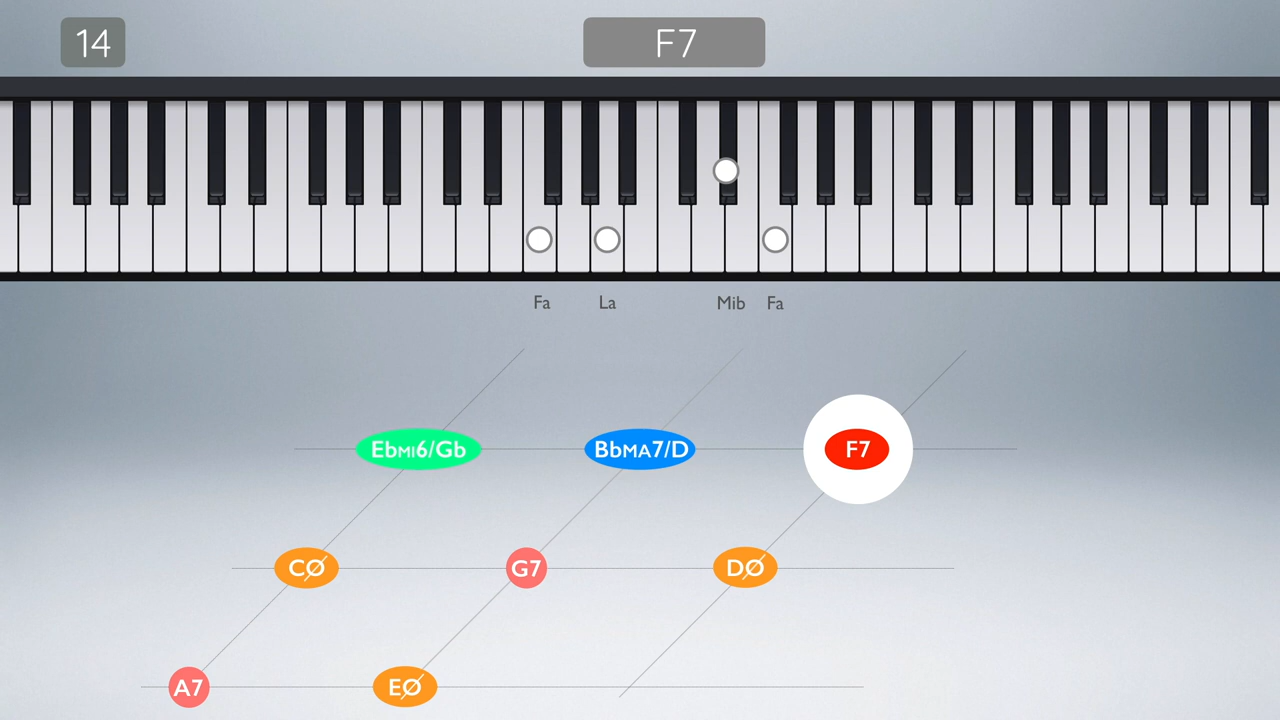 14
F7
Fa La Mib Fa
EbMI6/Gb BbMA7/D F7
CØ G7 DØ
A7 EØ